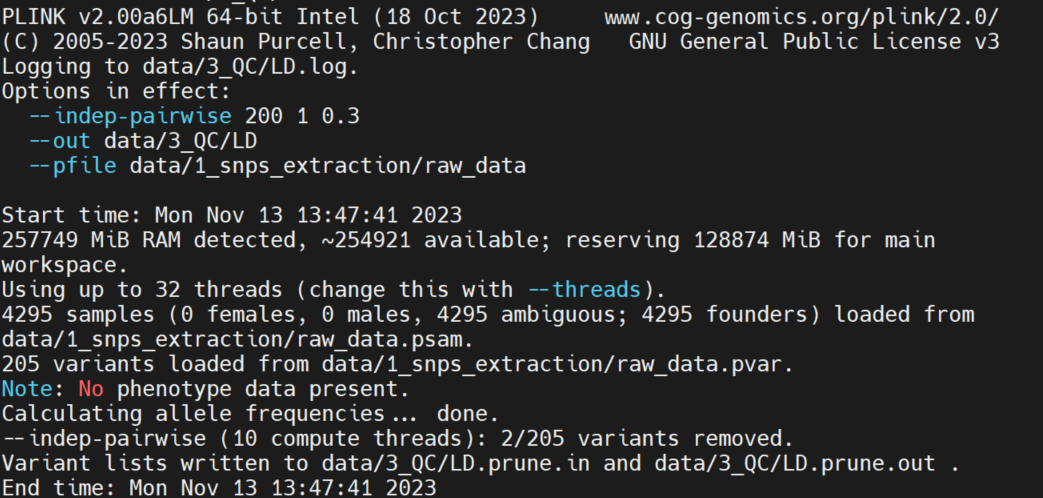 PLINK v2.00a6LM 64-bit Intel (18 Oct 2023) www.cog-genomics.org/plink/2.0/
(C) 2005-2023 Shaun Purcell, Christopher Chang GNU General Public License v3
Logging to data/3_QC/LD.log.
Options in effect:
--indep-pairwise 200 1 0.3
--out data/3_QC/LD
--pfile data/1_snps_extraction/raw_data
Start time: Mon Nov 13 13:47:41 2023
257749 MiB RAM detected, ~254921 available; reserving 128874 MiB for main
workspace.
Using up to 32 threads (change this with --threads).
4295 samples (0 females, 0 males, 4295 ambiguous; 4295 founders) loaded from
data/1_snps_extraction/raw_data.psam.
205 variants loaded from data/1_snps_extraction/raw_data.pvar.
Note: No phenotype data present.
Calculating allele frequencies... done.
--indep-pairwise (10 compute threads): 2/205 variants removed.
Variant lists written to data/3_QC/LD.prune.in and data/3_QC/LD.prune.out .
End time: Mon Nov 13 13:47:41 2023